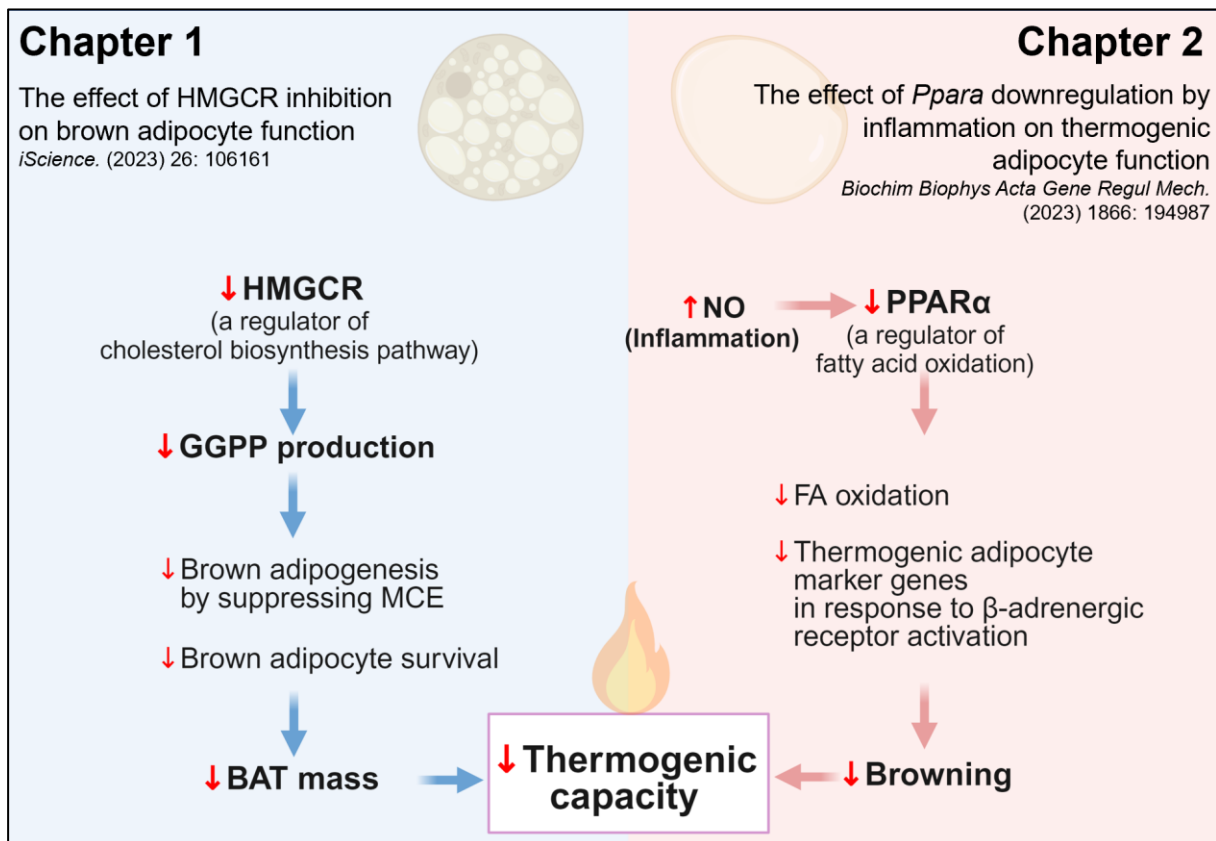 Chapter 1
The effect of HMGCR inhibition
on brown adipocyte function
iScience. (2023) 26: 106161
↓HMGCR
(a regulator of
cholesterol biosynthesis pathway)
↓GGPP production
↓Brown adipogenesis
by suppressing MCE
↓Brown adipocyte survival
↓BAT mass
Chapter 2
The effect of Ppara downregulation by
inflammation on thermogenic
adipocyte function
Biochim Biophys Acta Gene Regul Mech.
(2023) 1866: 194987
↑NO
(Inflammation)
↓PPARα
(a regulator of
fatty acid oxidation)
↓FA oxidation
↓Thermogenic adipocyte
marker genes
in response to β-adrenergic
receptor activation
↓Browning
↓Thermogenic
capacity